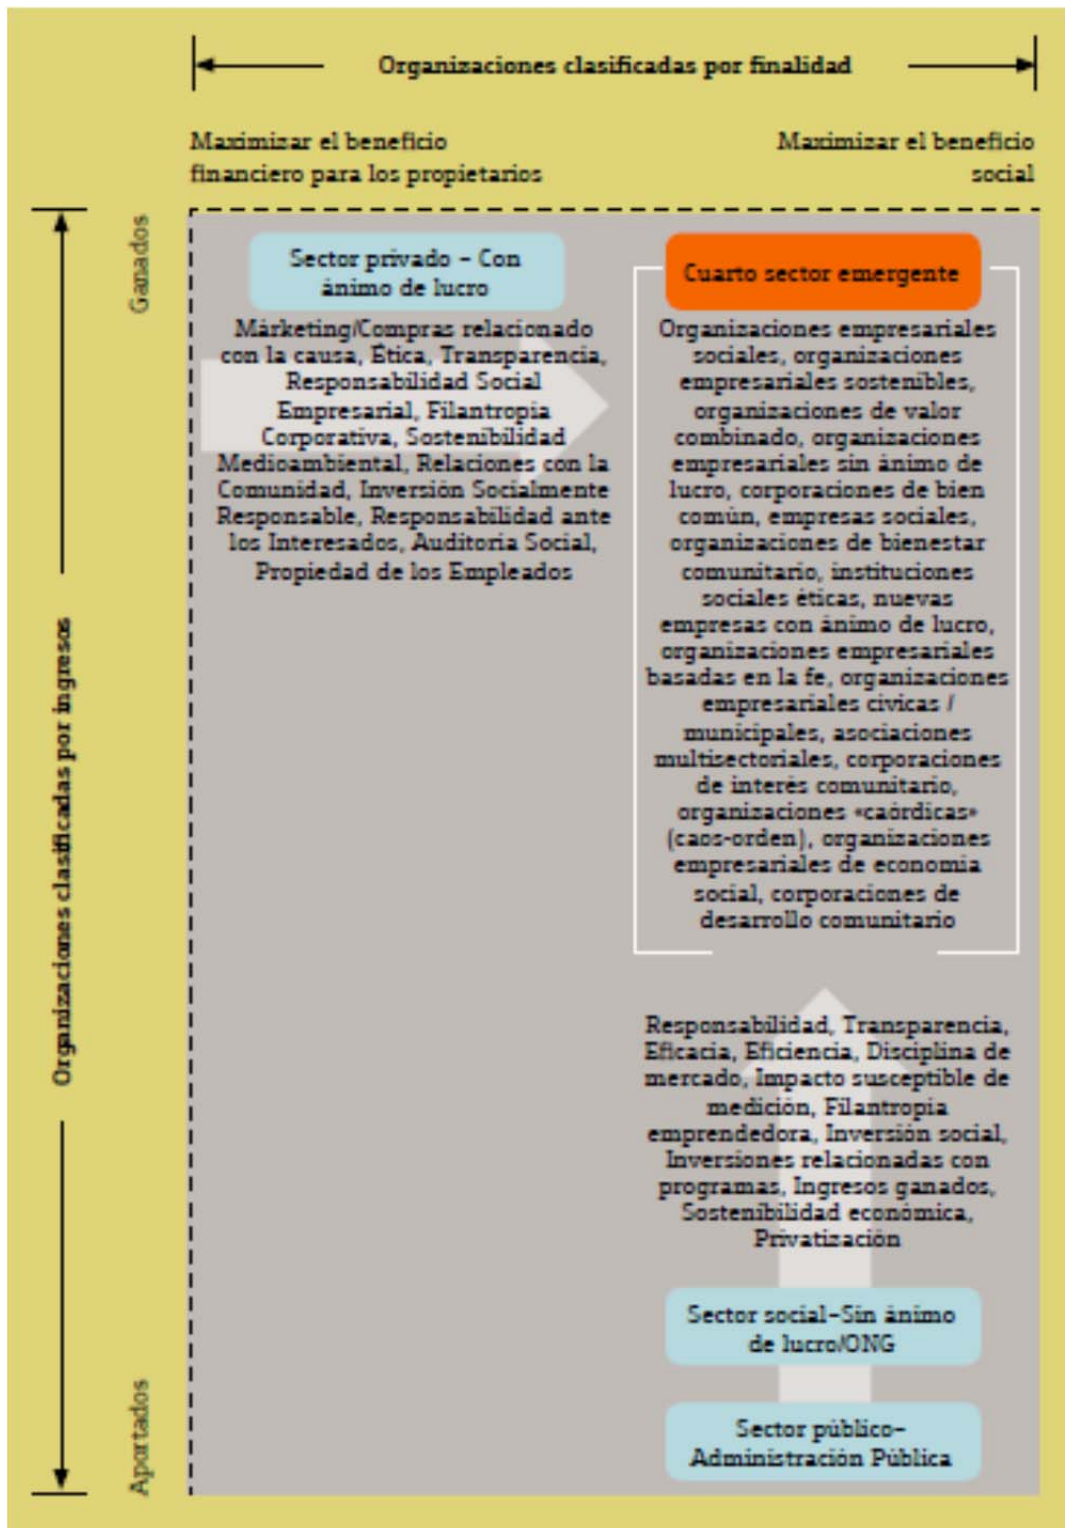 Organizaciones clasificadas por finalidad
Maximizar el beneficio
financiero para los propietarios
Maximizar el beneficio
social
Ganados
Organizaciones clasificadas por ingresos
Aportados
Sector privado – Con
ánimo de lucro
Márketing/Compras relacionado
con la causa, Ética, Transparencia,
Responsabilidad Social
Empresarial, Filantropía
Corporativa, Sostenibilidad
Medioambiental, Relaciones con la
Comunidad, Inversión Socialmente
Responsable, Responsabilidad ante
los Interesados, Auditoría Social,
Propiedad de los Empleados
Cuarto sector emergente
Organizaciones empresariales
sociales, organizaciones
empresariales sostenibles,
organizaciones de valor
combinado, organizaciones
empresariales sin ánimo de
lucro, corporaciones de bien
común, empresas sociales,
organizaciones de bienestar
comunitario, instituciones
sociales éticas, nuevas
empresas con ánimo de lucro,
organizaciones empresariales
basadas en la fe, organizaciones
empresariales cívicas /
municipales, asociaciones
multisectoriales, corporaciones
de interés comunitario,
organizaciones «caórdicas»
(caos-orden), organizaciones
empresariales de economía
social, corporaciones de
desarrollo comunitario
Responsabilidad, Transparencia,
Eficacia, Eficiencia, Disciplina de
mercado, Impacto susceptible de
medición, Filantropía
emprendedora, Inversión social,
Inversiones relacionadas con
programas, Ingresos ganados,
Sostenibilidad económica,
Privatización
Sector social–Sin ánimo
de lucro/ONG
Sector público–
Administración Pública